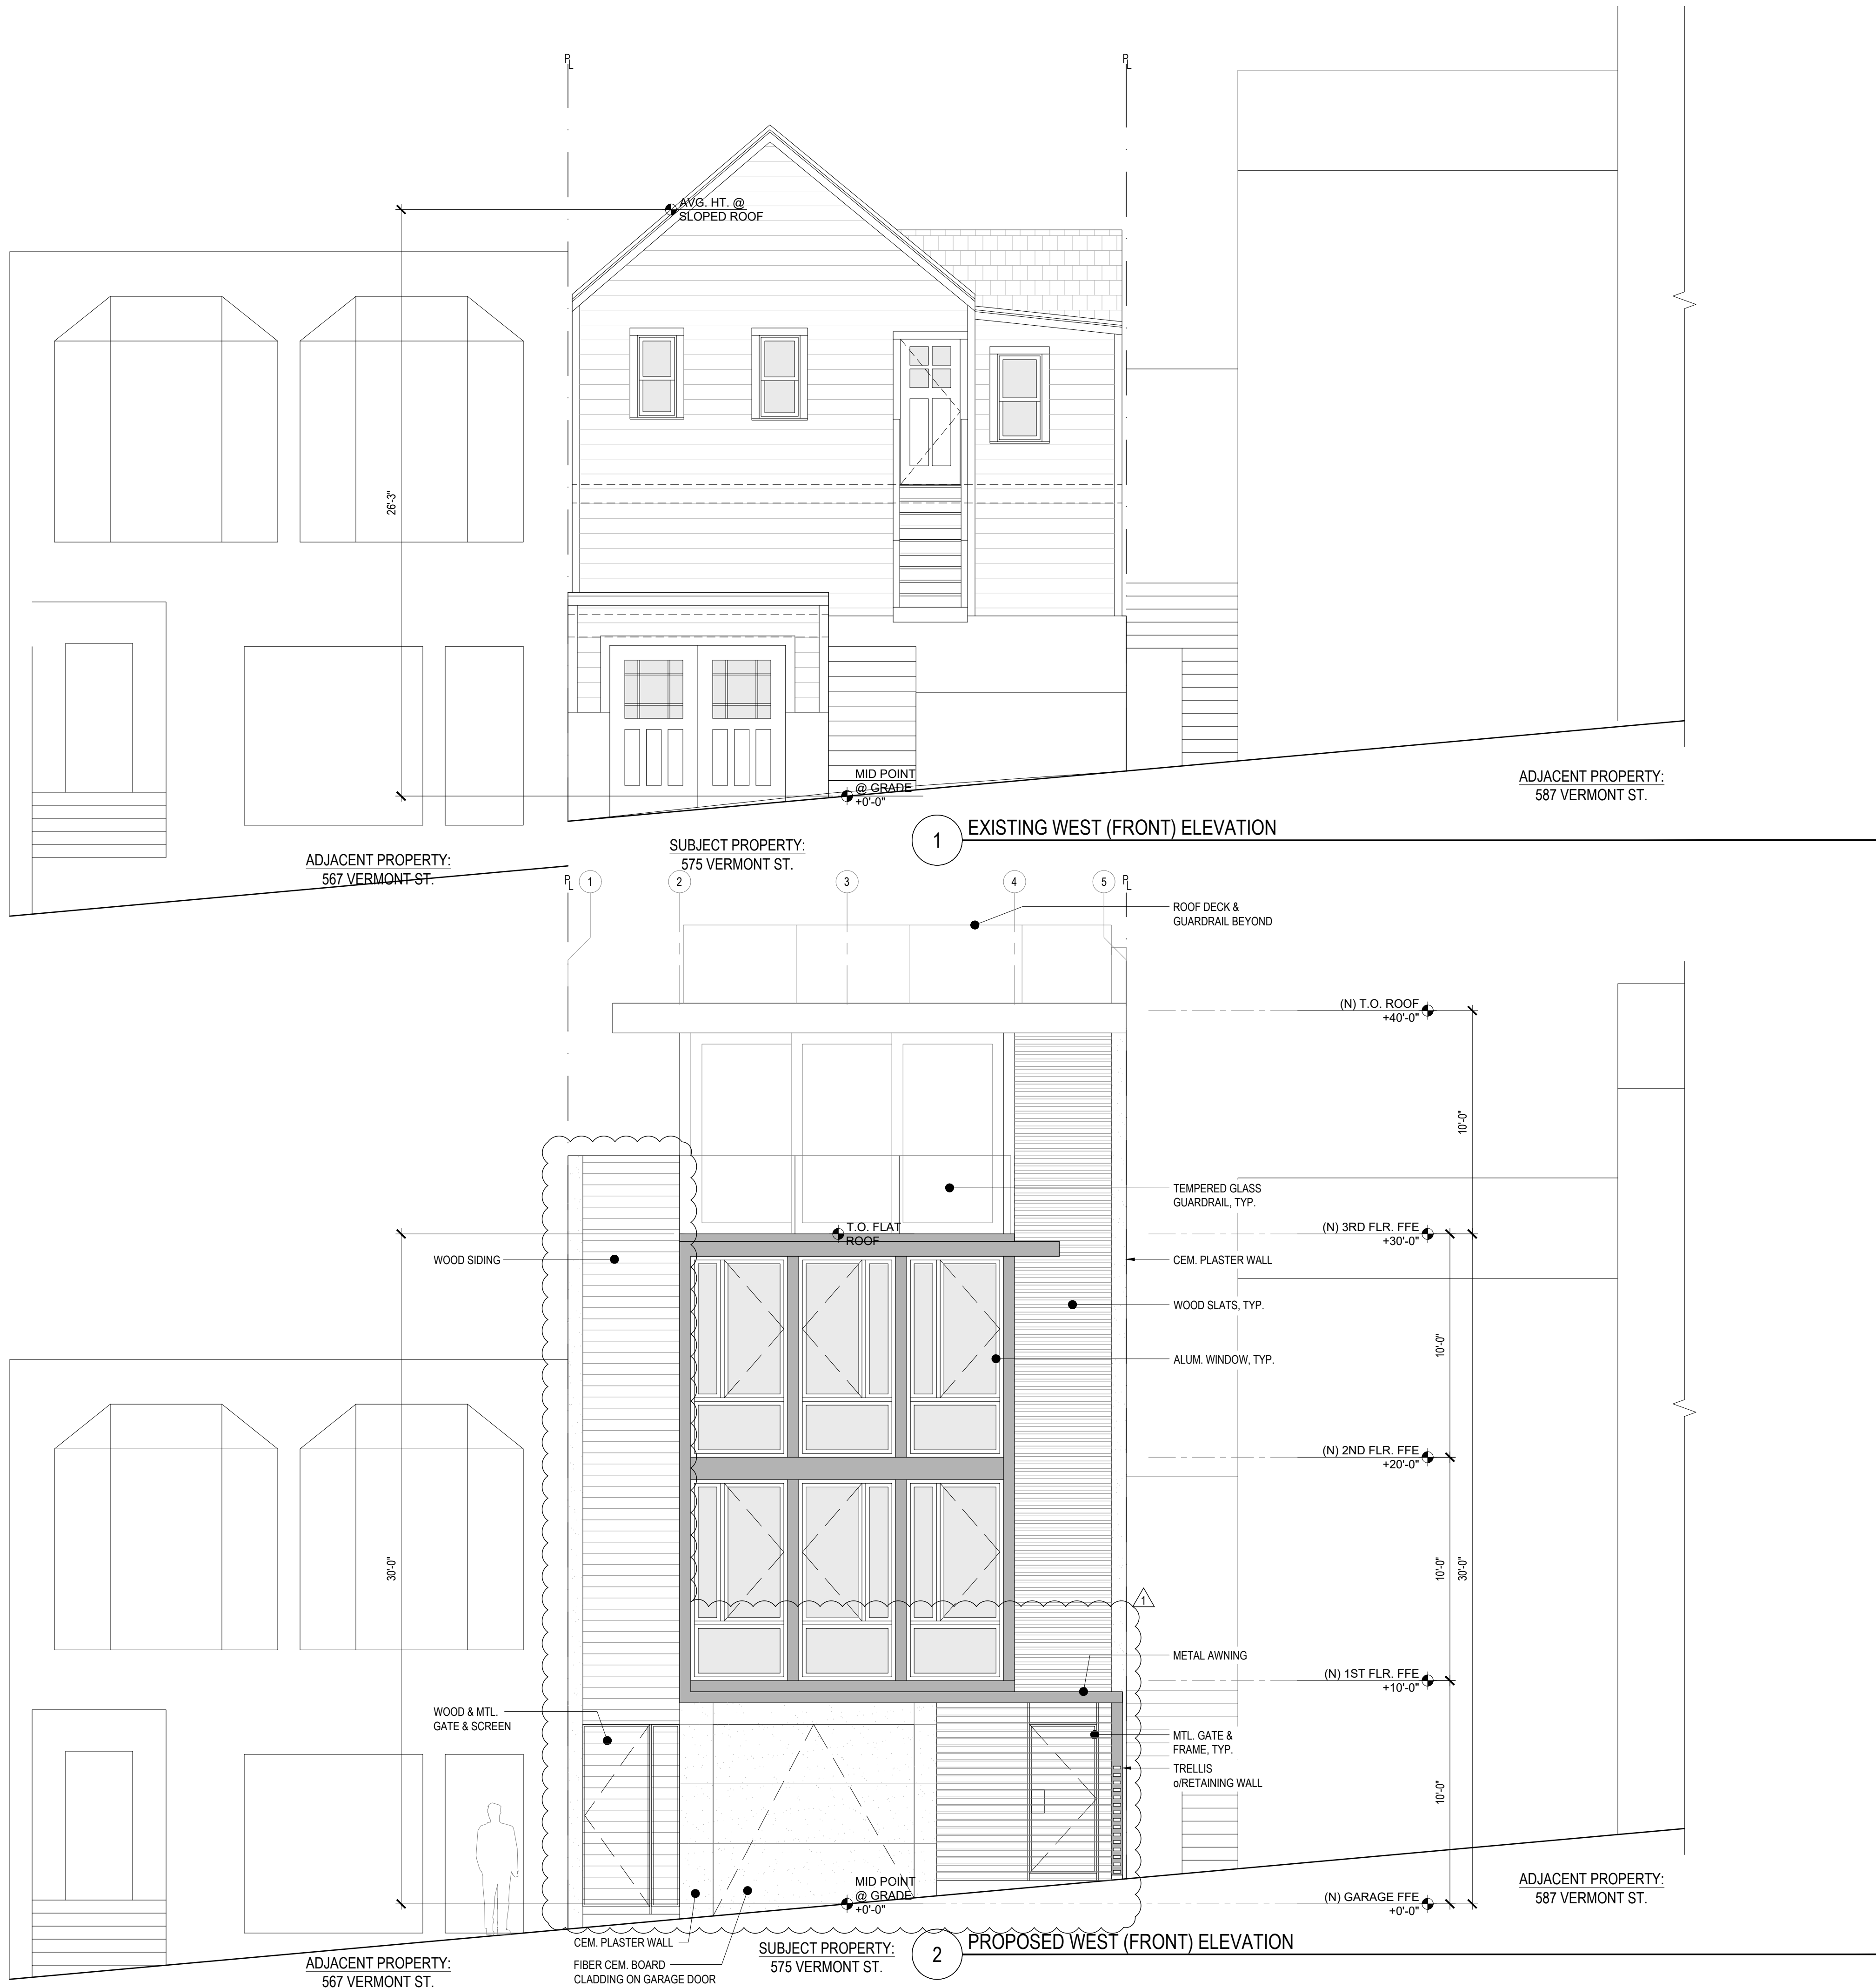 PL
PL
AVG. HT. @
SLOPED ROOF
26'-3"
MID POINT
@ GRADE
+0'-0"
ADJACENT PROPERTY:
587 VERMONT ST.
1
EXISTING WEST (FRONT) ELEVATION
SUBJECT PROPERTY:
575 VERMONT ST.
ADJACENT PROPERTY:
567 VERMONT ST.
PL
1
2
3
4
5
PL
ROOF DECK &
GUARDRAIL BEYOND
(N) T.O. ROOF
+40'-0"
10'-0"
TEMPERED GLASS
GUARDRAIL, TYP.
T.O. FLAT
ROOF
(N) 3RD FLR. FFE
+30'-0"
WOOD SIDING
CEM. PLASTER WALL
WOOD SLATS, TYP.
10'-0"
ALUM. WINDOW, TYP.
(N) 2ND FLR. FFE
+20'-0"
30'-0"
10'-0"
30'-0"
1
METAL AWNING
(N) 1ST FLR. FFE
+10'-0"
WOOD & MTL.
GATE & SCREEN
MTL. GATE &
FRAME, TYP.
TRELLIS
o/RETAINING WALL
10'-0"
MID POINT
@ GRADE
+0'-0"
(N) GARAGE FFE
+0'-0"
ADJACENT PROPERTY:
587 VERMONT ST.
CEM. PLASTER WALL
FIBER CEM. BOARD
CLADDING ON GARAGE DOOR
SUBJECT PROPERTY:
575 VERMONT ST.
2
PROPOSED WEST (FRONT) ELEVATION
ADJACENT PROPERTY:
567 VERMONT ST.